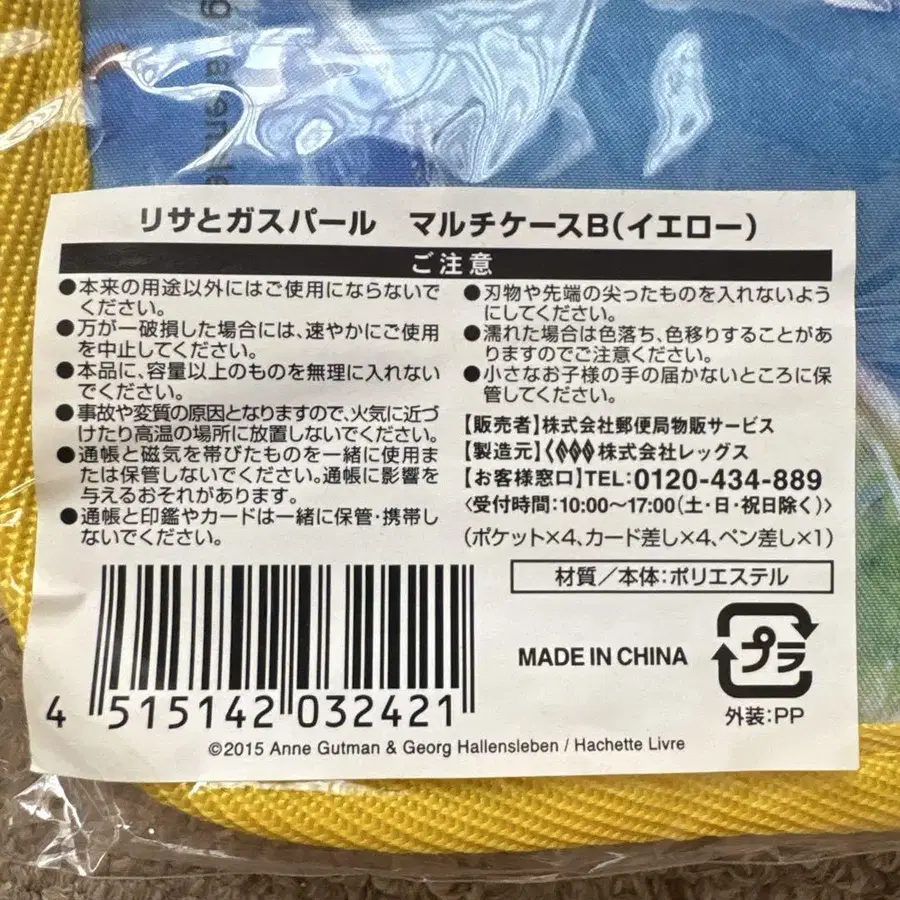 リサとガスパール　マルチケースB（イエロー）
ご注意
●本来の用途以外にはご使用にならないで
ください。
●万が一破損した場合には、速やかにご使用
を中止してください。
●本品に、容量以上のものを無理に入れない
でください。
●事故や変質の原因となりますので、火気に近づ
けたり高温の場所に放置しないでください。
●通帳と磁気を帯びたものを一緒に使用ま
たは保管しないでください。通帳に影響を
与えるおそれがあります。
●通帳と印鑑やカードは一緒に保管・携帯し
ないでください。
●刃物や先端の尖ったものを入れないよう
にしてください。
●濡れた場合は色落ち、色移りすることがあ
りますのでご注意ください。
●小さなお子様の手の届かないところに保
管してください。
【販売者】株式会社郵便局物販サービス
【製造元】株式会社レッグス
【お客様窓口】TEL:0120-434-889
〈受付時間：10:00～17:00（土・日・祝日除く）〉
（ポケット×4、カード差し×4、ペン差し×1）
材質／本体：ポリエステル
MADE IN CHINA
プラ
外装：PP
4 515142 032421
©2015 Anne Gutman & Georg Hallensleben / Hachette Livre